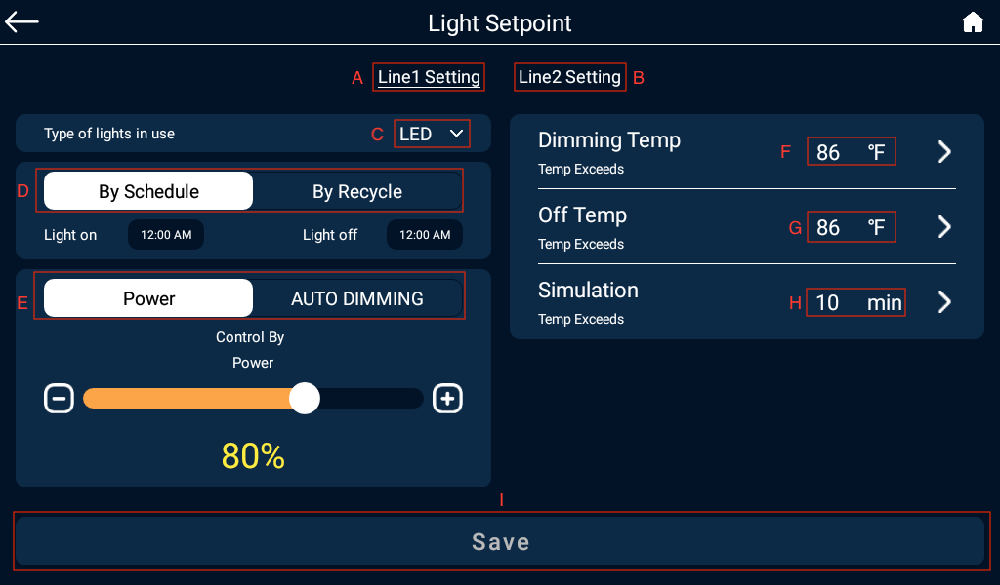 Light Setpoint
A Line1 Setting Line2 Setting B
Type of lights in use C LED
D By Schedule By Recycle
Light on 12:00 AM Light off 12:00 AM
E Power AUTO DIMMING
Control By
Power
80%
Dimming Temp
Temp Exceeds
F 86 °F
Off Temp
Temp Exceeds
G 86 °F
Simulation
Temp Exceeds
H 10 min
I
Save